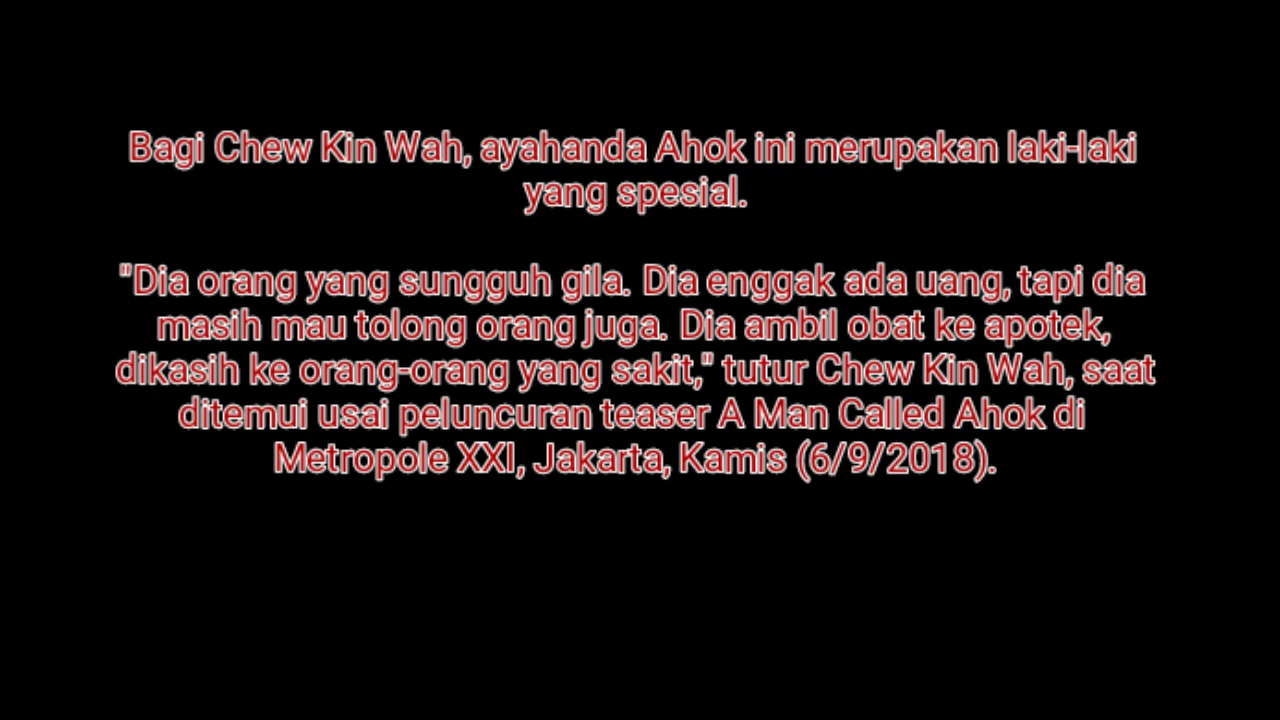 Bagi Chew Kin Wah, ayahanda Ahok ini merupakan laki-laki
yang spesial.
"Dia orang yang sungguh gila. Dia enggak ada uang, tapi dia
masih mau tolong orang juga. Dia ambil obat ke apotek,
dikasih ke orang-orang yang sakit," tutur Chew Kin Wah, saat
ditemui usai peluncuran teaser A Man Called Ahok di
Metropole XXI, Jakarta, Kamis (6/9/2018).